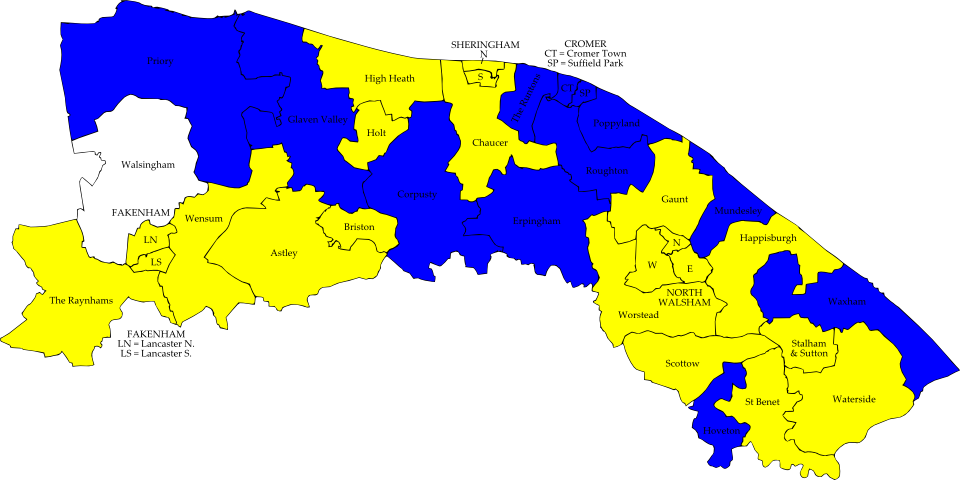 SHERINGHAM
N
S
CROMER
CT = Cromer Town
SP = Suffield Park
Priory
High Heath
The Runtons
B
CT
SP
Glaven Valley
Holt
Chaucer
Poppyland
Walsingham
Roughton
Corpusty
FAKENHAM
Wensum
Gaunt
Mundesley
Erpingham
Briston
LN
LS
Astley
N
Happisburgh
W
E
The Raynhams
NORTH
WALSHAM
Waxham
Worstead
FAKENHAM
LN = Lancaster N.
LS = Lancaster S.
Stalham
& Sutton
Scottow
St Benet
Waterside
Hoveton